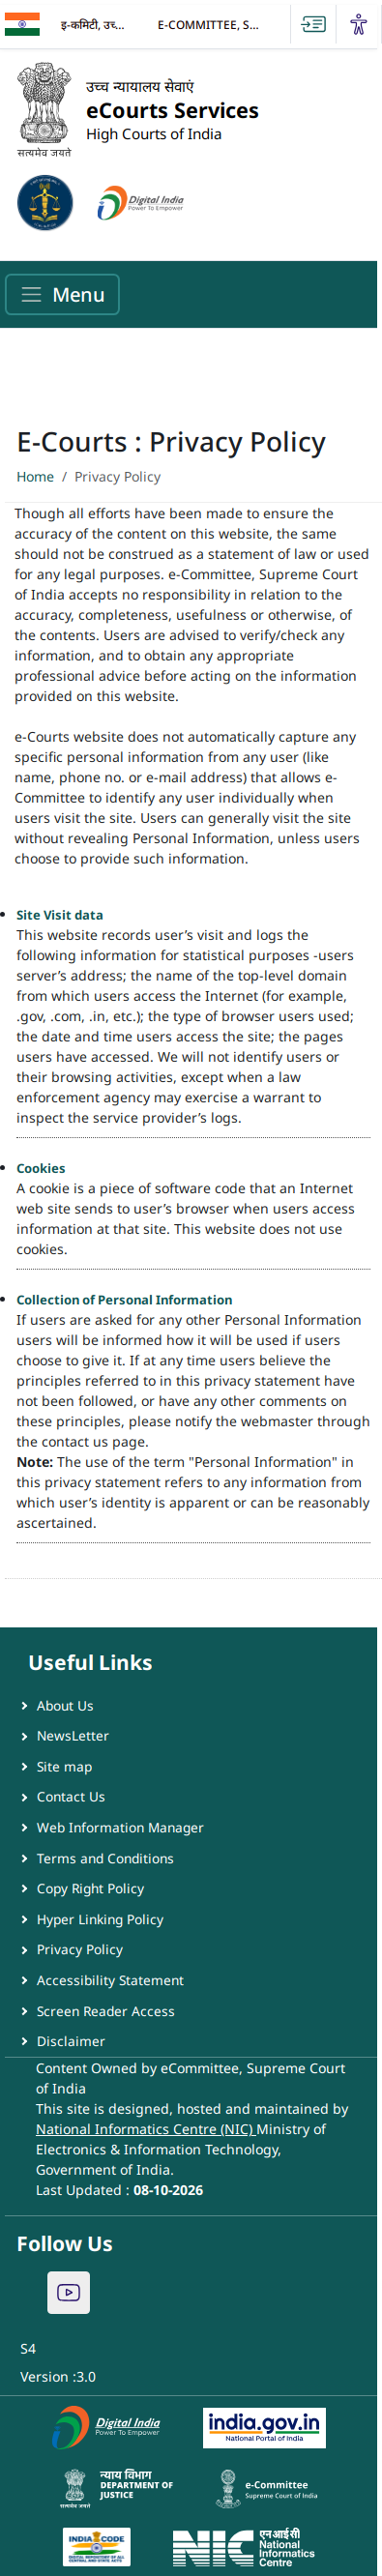 इ-कमिटी, उच्... E-COMMITTEE, S...
उच्च न्यायालय सेवाएं
eCourts Services
High Courts of India
सत्यमेव जयते
Digital India
Power To Empower
Menu
E-Courts : Privacy Policy
Home / Privacy Policy
Though all efforts have been made to ensure the
accuracy of the content on this website, the same
should not be construed as a statement of law or used
for any legal purposes. e-Committee, Supreme Court
of India accepts no responsibility in relation to the
accuracy, completeness, usefulness or otherwise, of
the contents. Users are advised to verify/check any
information, and to obtain any appropriate
professional advice before acting on the information
provided on this website.
e-Courts website does not automatically capture any
specific personal information from any user (like
name, phone no. or e-mail address) that allows e-
Committee to identify any user individually when
users visit the site. Users can generally visit the site
without revealing Personal Information, unless users
choose to provide such information.
Site Visit data
This website records user’s visit and logs the
following information for statistical purposes -users
server’s address; the name of the top-level domain
from which users access the Internet (for example,
.gov, .com, .in, etc.); the type of browser users used;
the date and time users access the site; the pages
users have accessed. We will not identify users or
their browsing activities, except when a law
enforcement agency may exercise a warrant to
inspect the service provider’s logs.
Cookies
A cookie is a piece of software code that an Internet
web site sends to user’s browser when users access
information at that site. This website does not use
cookies.
Collection of Personal Information
If users are asked for any other Personal Information
users will be informed how it will be used if users
choose to give it. If at any time users believe the
principles referred to in this privacy statement have
not been followed, or have any other comments on
these principles, please notify the webmaster through
the contact us page.
Note: The use of the term "Personal Information" in
this privacy statement refers to any information from
which user’s identity is apparent or can be reasonably
ascertained.
Useful Links
About Us
NewsLetter
Site map
Contact Us
Web Information Manager
Terms and Conditions
Copy Right Policy
Hyper Linking Policy
Privacy Policy
Accessibility Statement
Screen Reader Access
Disclaimer
Content Owned by eCommittee, Supreme Court
of India
This site is designed, hosted and maintained by
National Informatics Centre (NIC) Ministry of
Electronics & Information Technology,
Government of India.
Last Updated : 08-10-2026
Follow Us
S4
Version :3.0
Digital India
Power To Empower
india.gov.in
National Portal of India
न्याय विभाग
DEPARTMENT OF
JUSTICE
सत्यमेव जयते
e-Committee
Supreme Court of India
INDIA CODE
DIGITAL REPOSITORY OF ALL
CENTRAL AND STATE ACTS
NIC
एनआईसी
National
Informatics
Centre